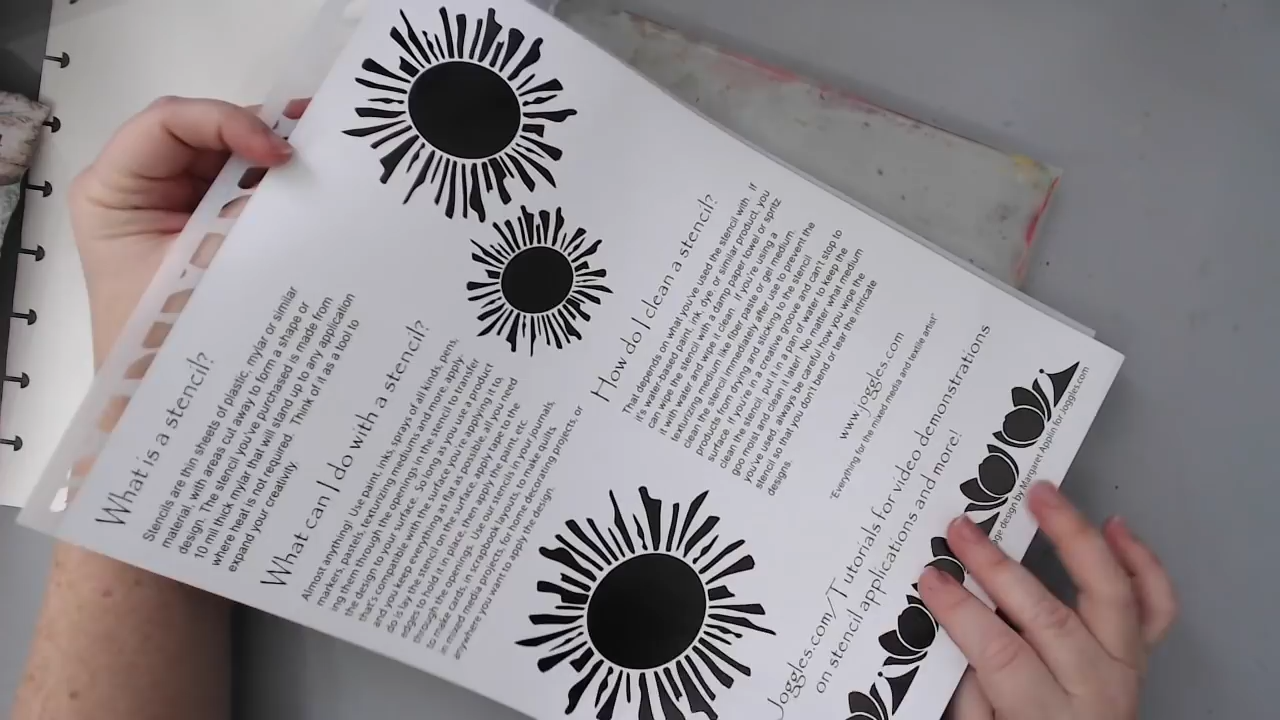 What is a stencil?
Stencils are thin sheets of plastic, mylar or similar
material, with areas cut away to form a shape or
design. The stencil you've purchased is made from
10 mil thick mylar that will stand up to any application
where heat is not required. Think of it as a tool to
expand your creativity.
What can I do with a stencil?
Almost anything! Use paint, inks, sprays of all kinds, pens,
markers, pastels, texturizing mediums and more, apply-
ing them through the openings in the stencil to transfer
the design to your surface. So long as you use a product
that's compatible with the surface you're applying it to,
and you keep everything as flat as possible, all you need
do is lay the stencil on the surface, apply tape to the
edges to hold it in place, then apply the paint, etc.
through the openings. Use our stencils in your journals,
to make cards, in scrapbook layouts, to make quilts,
in mixed media projects, for home decorating projects, or
anywhere you want to apply the design.
How do I clean a stencil?
That depends on what you've used the stencil with. If
it's water-based paint, ink, dye, or similar product, you
can wipe the stencil with a damp paper towel or spritz
it with water and wipe it clean. If you're using a
texturizing medium like fiber paste or gel medium,
clean the stencil immediately after use to prevent the
products from drying and sticking to the stencil
surface. If you're in a creative groove and can't stop to
clean the stencil, put it in a pan of water to keep the
goo moist and clean it later! No matter what medium
you've used, always be careful how you wipe the
stencil so that you don't bend or tear the intricate
designs.
www.joggles.com
"Everything for the mixed media and textile artist"
Joggles.com/Tutorials for video demonstrations
on stencil applications and more!
design by Margaret Applin for Joggles.com